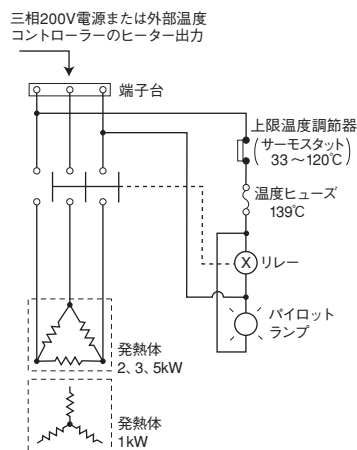 三相200V電源または外部温度
コントローラーのヒーター出力
端子台
上限温度調節器
(サーモスタット)
33〜120℃
温度ヒューズ
139℃
X
リレー
パイロット
ランプ
発熱体
2、3、5kW
発熱体
1kW